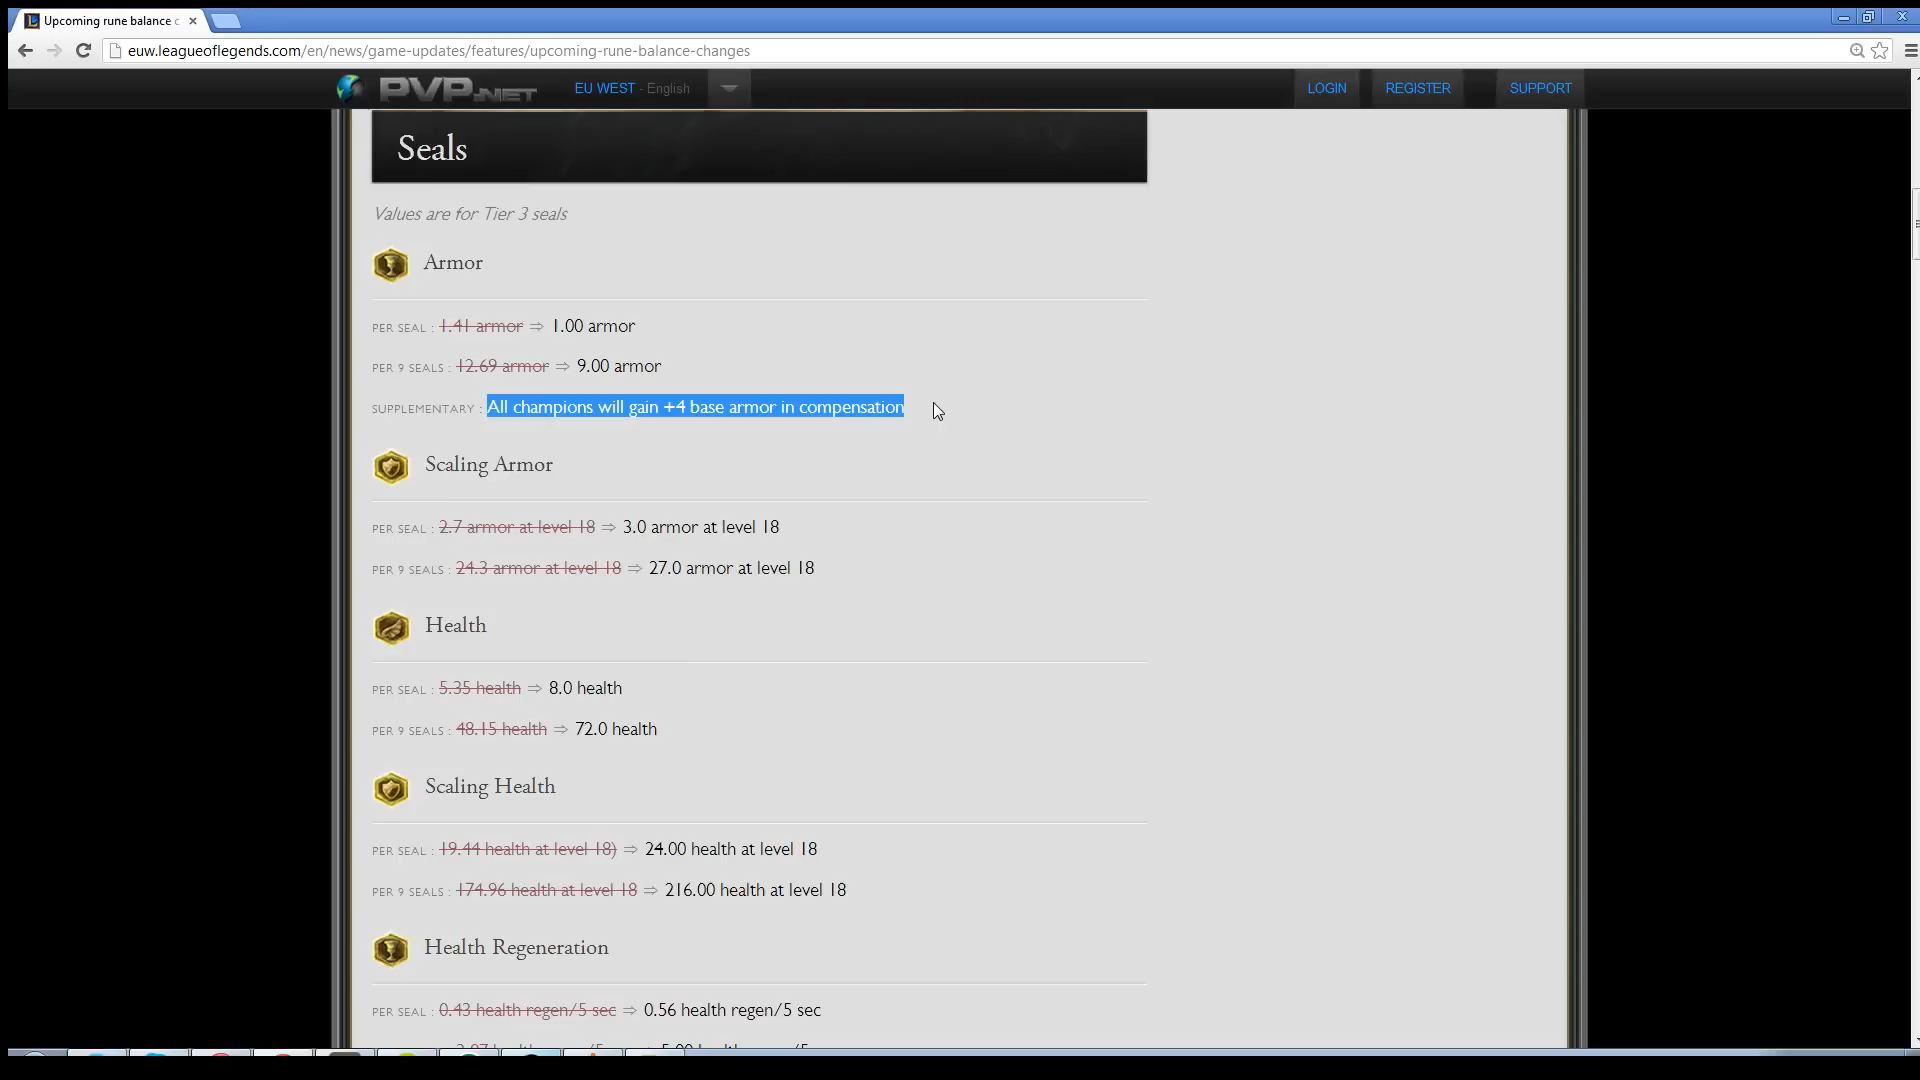 Upcoming rune balance c
euw.leagueoflegends.com/en/news/game-updates/features/upcoming-rune-balance-changes
PVP.NET EU WEST - English LOGIN REGISTER SUPPORT
Seals
Values are for Tier 3 seals
Armor
PER SEAL : 1.41 armor ⇒ 1.00 armor
PER 9 SEALS : 12.69 armor ⇒ 9.00 armor
SUPPLEMENTARY : All champions will gain +4 base armor in compensation
Scaling Armor
PER SEAL : 2.7 armor at level 18 ⇒ 3.0 armor at level 18
PER 9 SEALS : 24.3 armor at level 18 ⇒ 27.0 armor at level 18
Health
PER SEAL : 5.35 health ⇒ 8.0 health
PER 9 SEALS : 48.15 health ⇒ 72.0 health
Scaling Health
PER SEAL : 19.44 health at level 18) ⇒ 24.00 health at level 18
PER 9 SEALS : 174.96 health at level 18 ⇒ 216.00 health at level 18
Health Regeneration
PER SEAL : 0.43 health regen/5 sec ⇒ 0.56 health regen/5 sec